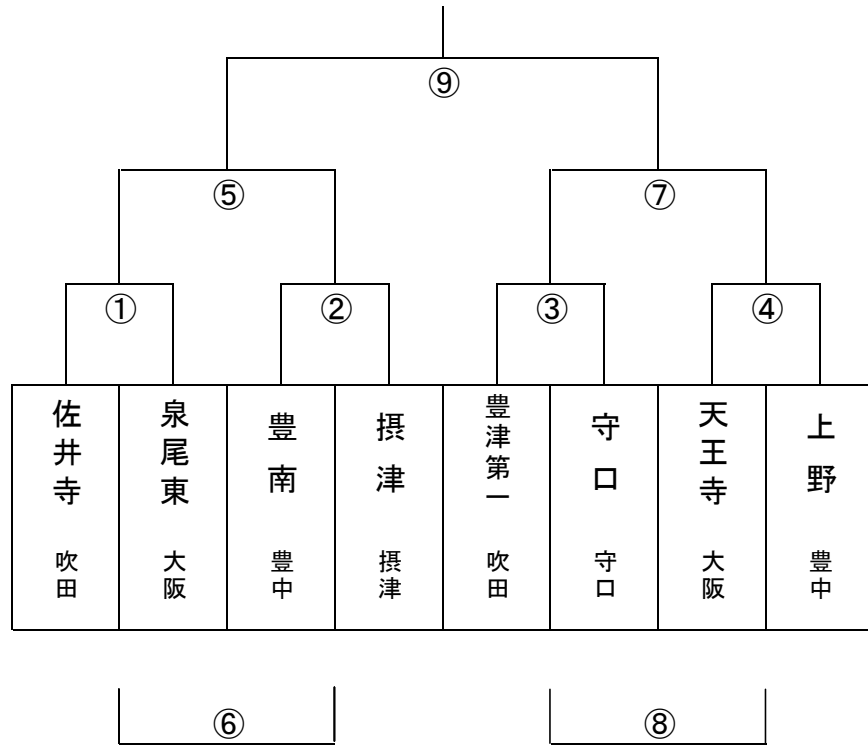 ⑨
⑤
⑦
①
②
③
④
佐井寺
吹田
泉尾東
大阪
豊南
豊中
摂津
摂津
豊津第一
吹田
守口
守口
天王寺
大阪
上野
豊中
⑥
⑧